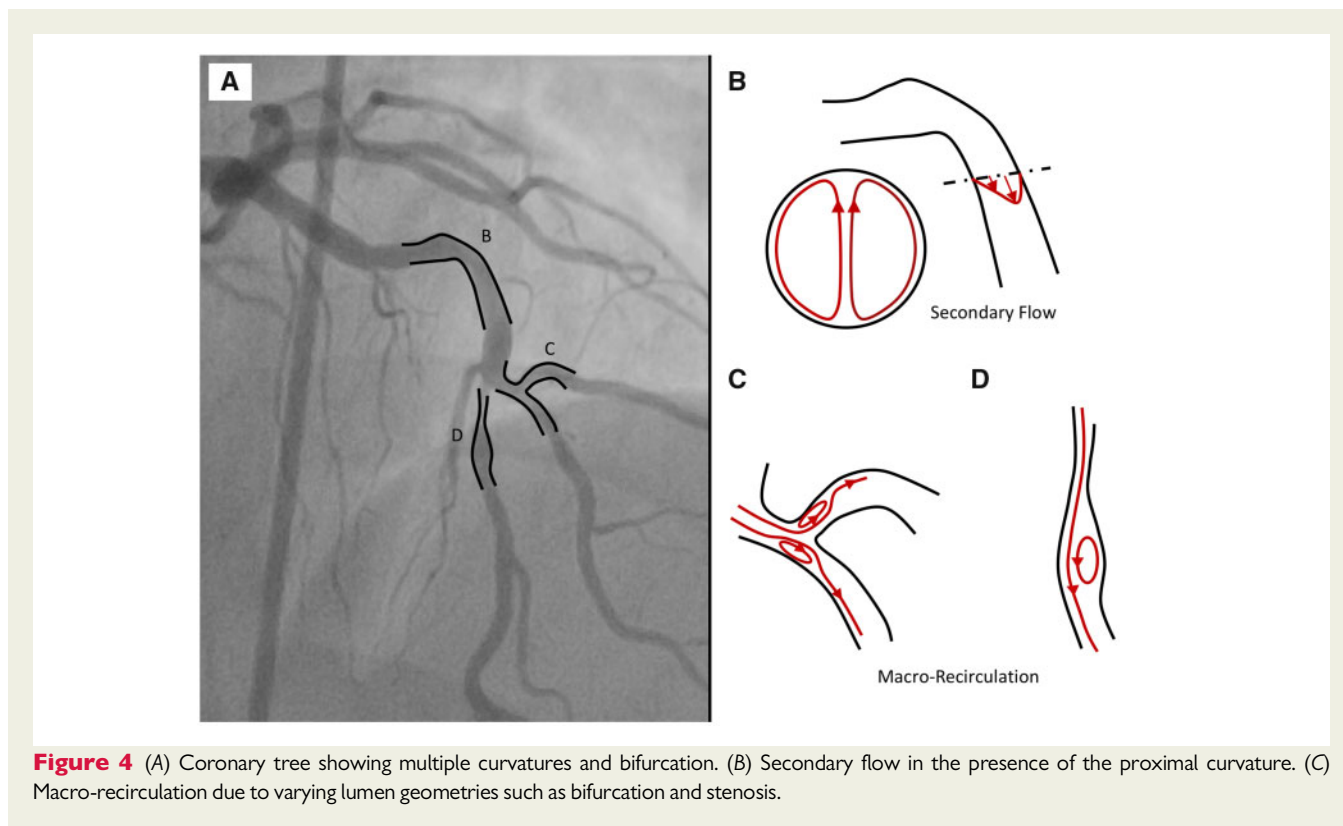 A
B
C
D
B
Secondary Flow
C
D
Macro-Recirculation
Figure 4 (A) Coronary tree showing multiple curvatures and bifurcation. (B) Secondary flow in the presence of the proximal curvature. (C)
Macro-recirculation due to varying lumen geometries such as bifurcation and stenosis.